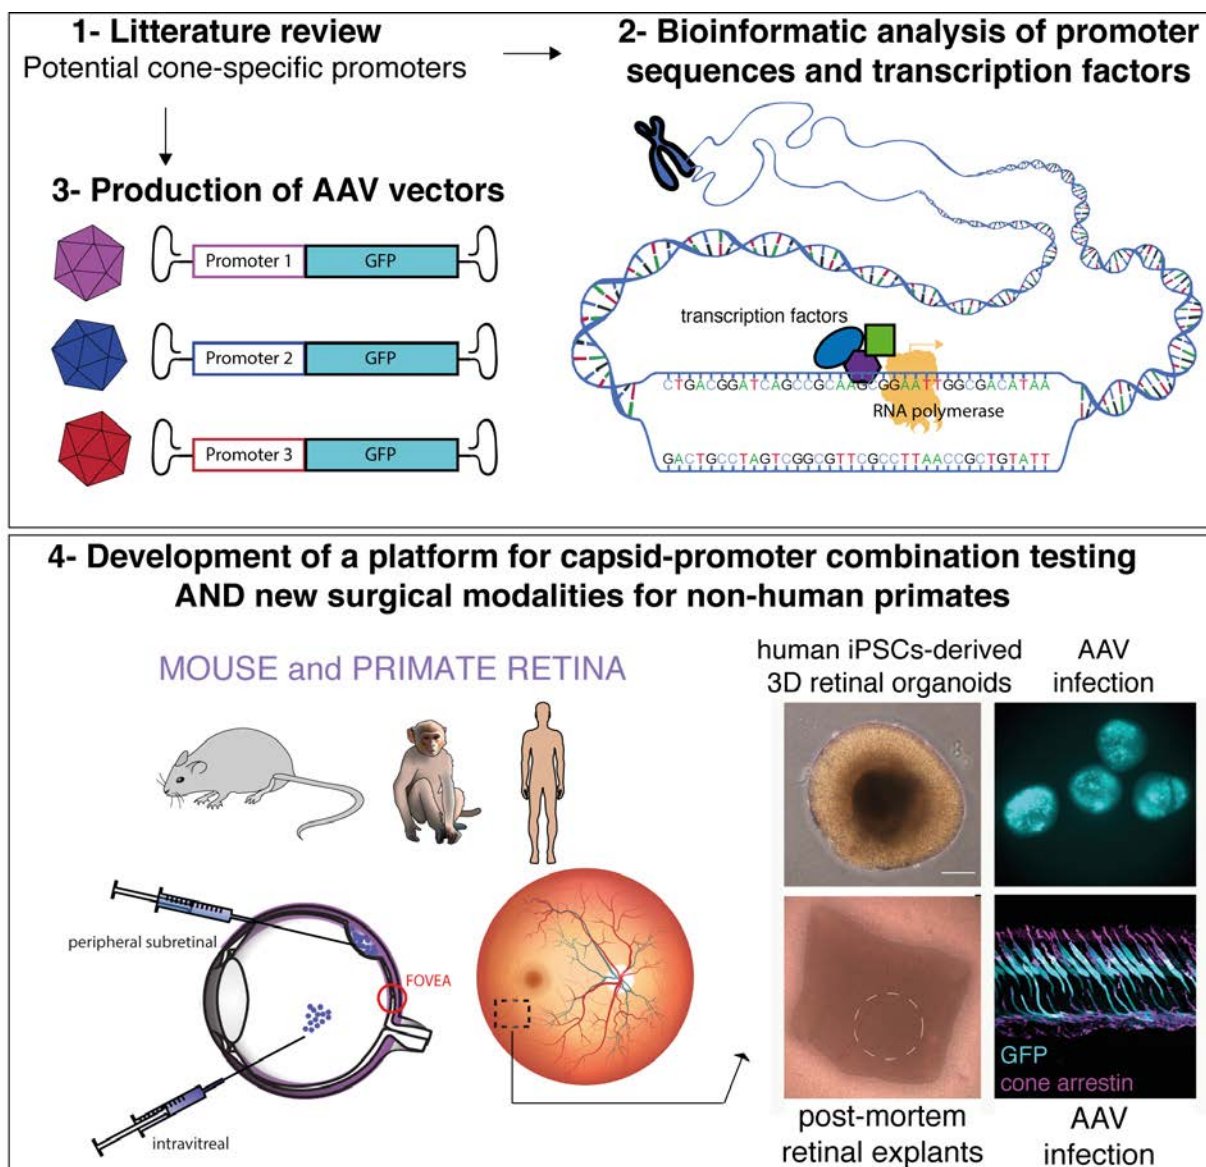 1- Litterature review
Potential cone-specific promoters
2- Bioinformatic analysis of promoter
sequences and transcription factors
3- Production of AAV vectors
Promoter 1 GFP
Promoter 2 GFP
Promoter 3 GFP
transcription factors
CTGACGGATCAGCCGCAAGCGGAATTGGCGACATAA
RNA polymerase
GACTGCCTAGTCGGCGTTCGCCTTAACCGCTGTATT
4- Development of a platform for capsid-promoter combination testing
AND new surgical modalities for non-human primates
MOUSE and PRIMATE RETINA
peripheral subretinal
FOVEA
intravitreal
human iPSCs-derived
3D retinal organoids
AAV
infection
GFP
cone arrestin
post-mortem
retinal explants
AAV
infection